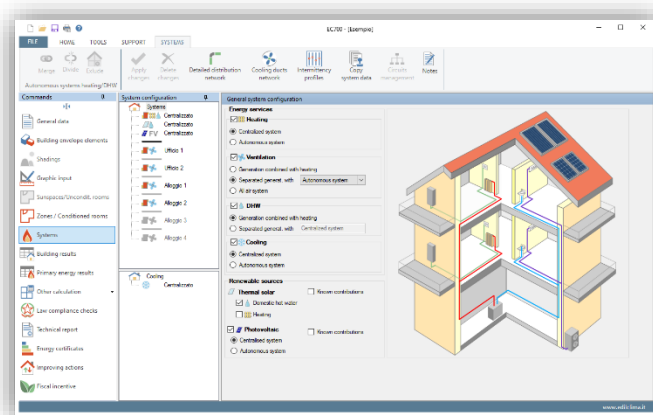 EC700 - [Esempio]
FILE HOME TOOLS SUPPORT SYSTEMS
Merge Divide Exclude
Apply changes
Delete changes
Detailed distribution network
Cooling ducts network
Intermittency profiles
Copy system data
Circuits management
Notes
Autonomous systems heating/DHW
Commands
General data
Building envelope elements
Shadings
Graphic input
Sunspaces/Uncondit. rooms
Zones / Conditioned rooms
Systems
Building results
Primary energy results
Other calculation
Law compliance checks
Technical report
Energy certificates
Improving actions
Fiscal incentive
System configuration
Systems
Centralizzato
Centralizzato
FV Centralizzato
Ufficio 1
Ufficio 2
Alloggio 1
Alloggio 2
Alloggio 3
Alloggio 4
Cooling
Centralizzato
General system configuration
Energy services
Heating
Centralized system
Autonomous system
Ventilation
Generation combined with heating
Separated generat. with Autonomous system
All air system
DHW
Generation combined with heating
Separated generat. with Centralized system
Cooling
Centralized system
Autonomous system
Renewable sources
Thermal solar Known contributions
Domestic hot water
Heating
Photovoltaic Known contributions
Centralised system
Autonomous system
www.edilclima.it